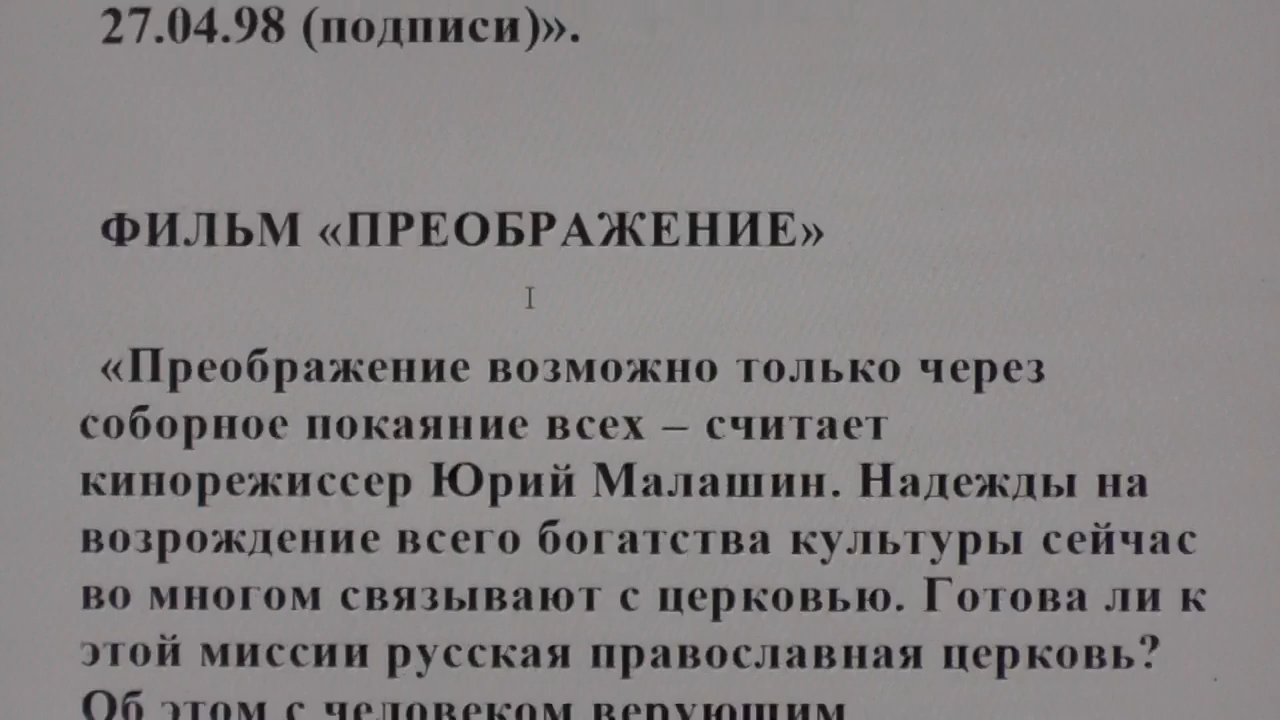 27.04.98 (подписи)».
ФИЛЬМ «ПРЕОБРАЖЕНИЕ»
«Преображение возможно только через
соборное покаяние всех – считает
кинорежиссер Юрий Малашин. Надежды на
возрождение всего богатства культуры сейчас
во многом связывают с церковью. Готова ли к
этой миссии русская православная церковь?
Об этом с человеком верующим